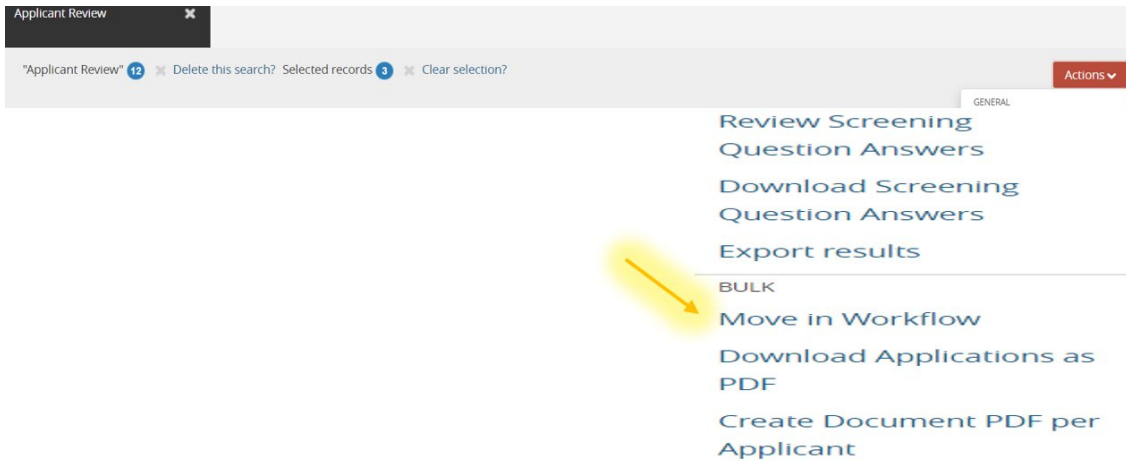 Applicant Review
"Applicant Review" 12 Delete this search? Selected records 3 Clear selection?
Actions
GENERAL
Review Screening
Question Answers
Download Screening
Question Answers
Export results
BULK
Move in Workflow
Download Applications as
PDF
Create Document PDF per
Applicant